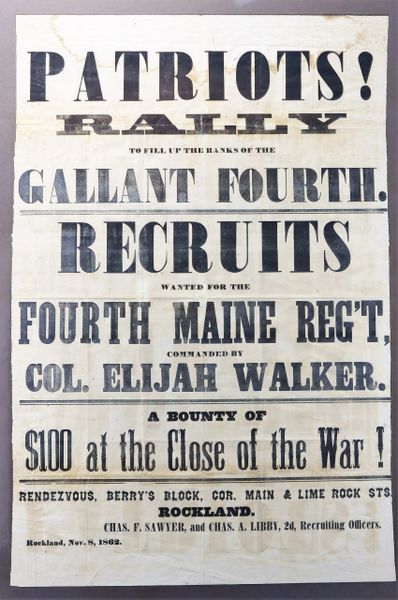 PATRIOTS!
RALLY
TO FILL UP THE RANKS OF THE
GALLANT FOURTH.
RECRUITS
WANTED FOR THE
FOURTH MAINE REG'T,
COMMANDED BY
COL. ELIJAH WALKER.
A BOUNTY OF
$100 at the Close of the War!
RENDEZVOUS, BERRY'S BLOCK, COR. MAIN & LIME ROCK STS.
ROCKLAND.
CHAS. F. SAWYER, and CHAS. A. LIBBY, 2d, Recruiting Officers.
Rockland, Nov. 8, 1862.